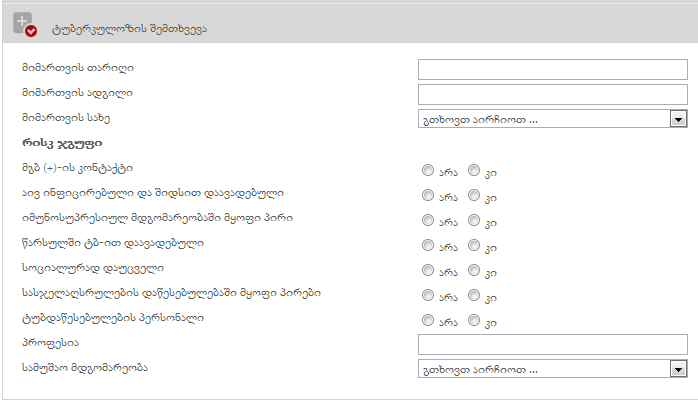 ტუბერკულოზის შემთხვევა
მიმართვის თარიღი
მიმართვის ადგილი
მიმართვის სახე გთხოვთ აირჩიოთ ...
რისკ ჯგუფი
მგბ (+)-ის კონტაქტი არა კი
აივ ინფიცირებული და შიდსით დაავადებული არა კი
იმუნოსუპრესიულ მდგომარეობაში მყოფი პირი არა კი
წარსულში ტბ-ით დაავადებული არა კი
სოციალურად დაუცველი არა კი
სასჯელაღსრულების დაწესებულებაში მყოფი პირები არა კი
ტუბდაწესებულების პერსონალი არა კი
პროფესია
სამუშაო მდგომარეობა გთხოვთ აირჩიოთ ...